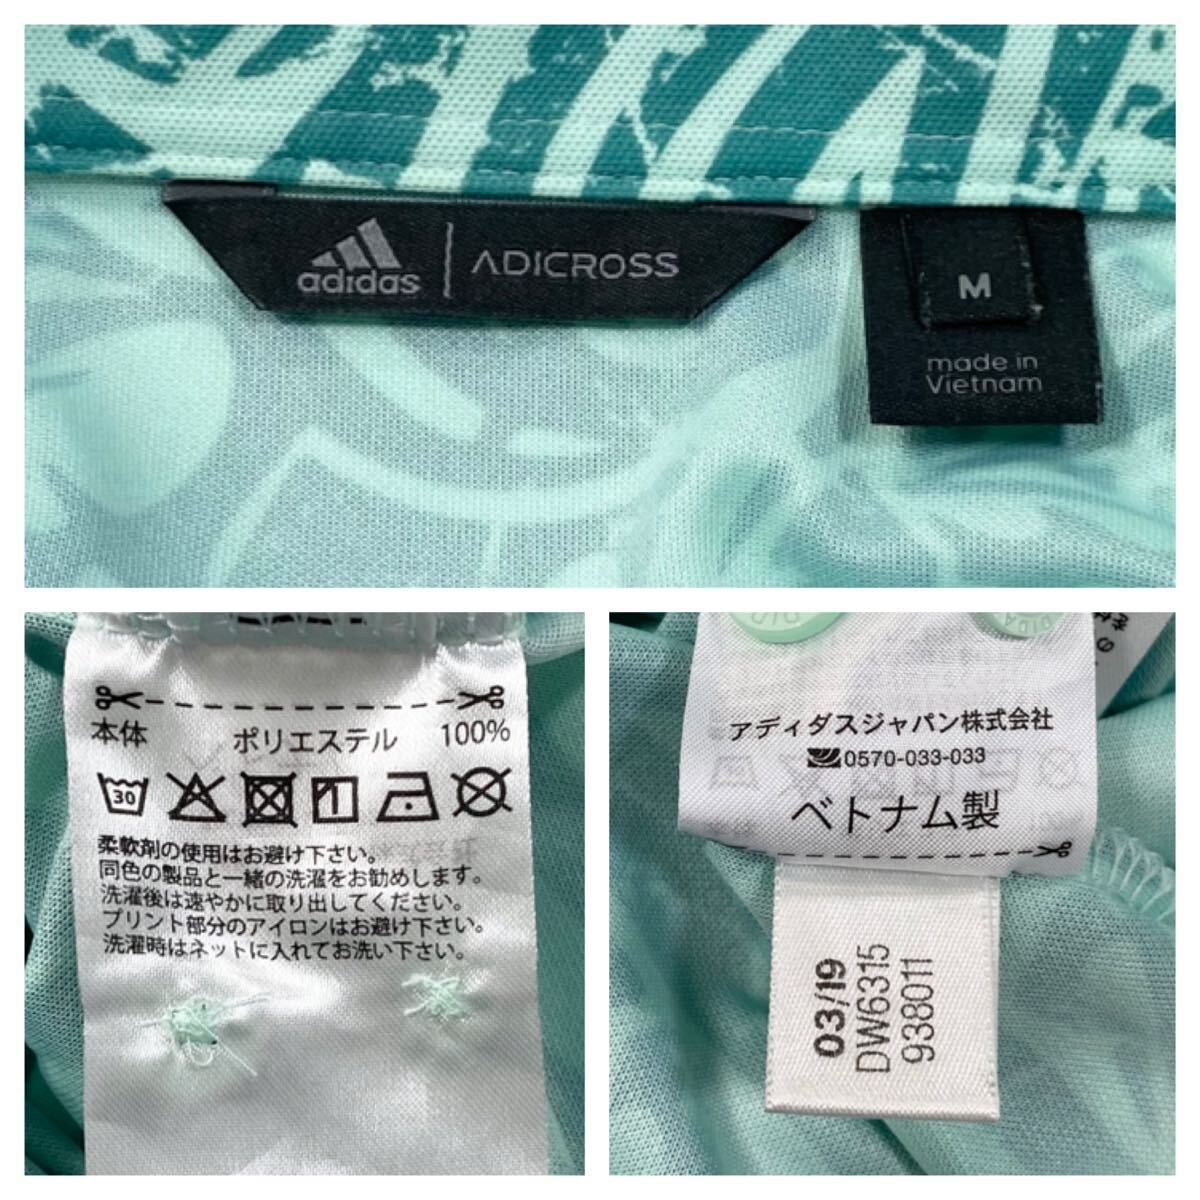 adidas | ADICROSS
M
made in
Vietnam
本体 ポリエステル 100%
30
柔軟剤の使用はお避け下さい。
同色の製品と一緒の洗濯をお勧めします。
洗濯後は速やかに取り出してください。
プリント部分のアイロンはお避け下さい。
洗濯時はネットに入れてお洗い下さい。
アディダスジャパン株式会社
0570-033-033
ベトナム製
03/19
DW6315
938011